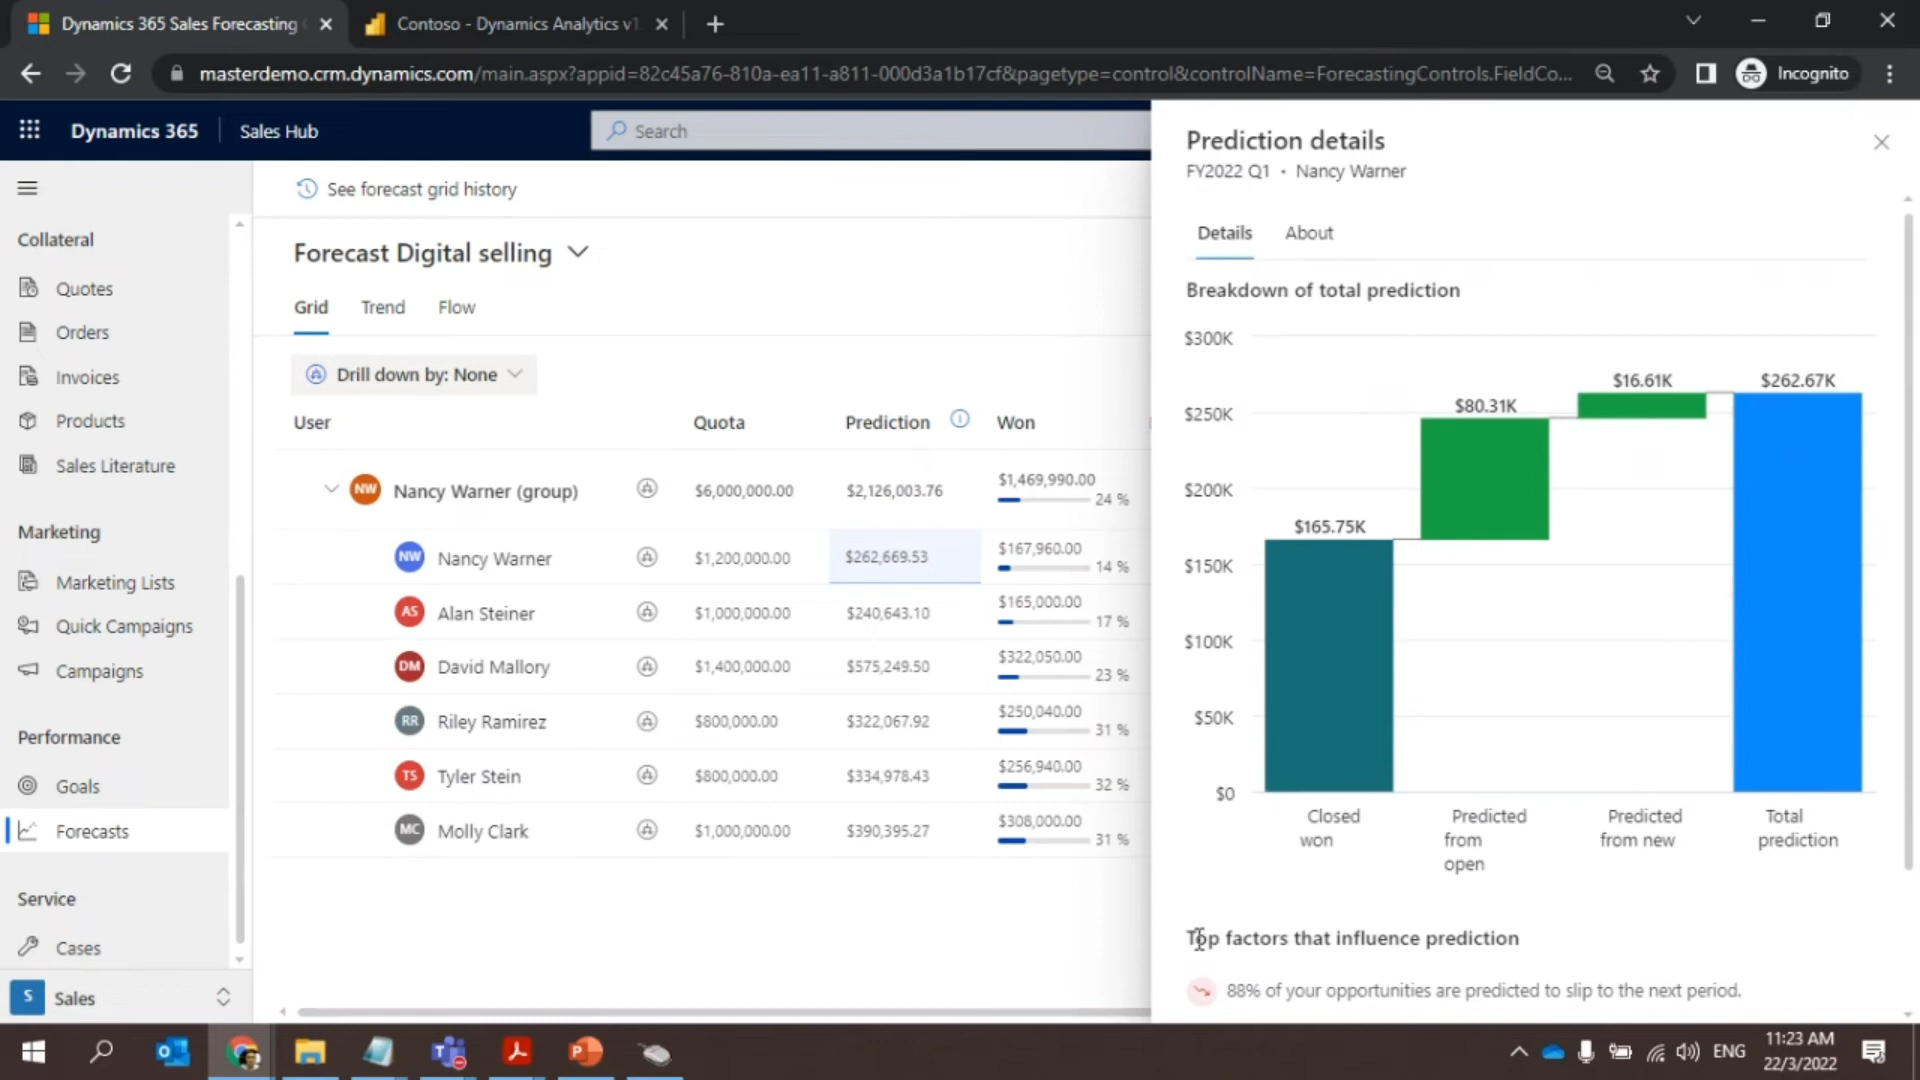 Dynamics 365 Sales Forecasting
Contoso - Dynamics Analytics v1
masterdemo.crm.dynamics.com/main.aspx?appid=82c45a76-810a-ea11-a811-000d3a1b17cf&pagetype=control&controlName=ForecastingControls.FieldCo...
Incognito
Dynamics 365
Sales Hub
Search
Collateral
Quotes
Orders
Invoices
Products
Sales Literature
Marketing
Marketing Lists
Quick Campaigns
Campaigns
Performance
Goals
Forecasts
Service
Cases
S Sales
See forecast grid history
Forecast Digital selling
Grid Trend Flow
Drill down by: None
User Quota Prediction Won
NW Nancy Warner (group) $6,000,000.00 $2,126,003.76 $1,469,990.00 24 %
NW Nancy Warner $1,200,000.00 $262,669.53 $167,960.00 14 %
AS Alan Steiner $1,000,000.00 $240,643.10 $165,000.00 17 %
DM David Mallory $1,400,000.00 $575,249.50 $322,050.00 23 %
RR Riley Ramirez $800,000.00 $322,067.92 $250,040.00 31 %
TS Tyler Stein $800,000.00 $334,978.43 $256,940.00 32 %
MC Molly Clark $1,000,000.00 $390,395.27 $308,000.00 31 %
Prediction details
FY2022 Q1 • Nancy Warner
Details About
Breakdown of total prediction
$300K
$250K
$200K
$150K
$100K
$50K
$0
$165.75K
$80.31K
$16.61K
$262.67K
Closed
won
Predicted
from
open
Predicted
from new
Total
prediction
Top factors that influence prediction
88% of your opportunities are predicted to slip to the next period.
ENG
11:23 AM
22/3/2022